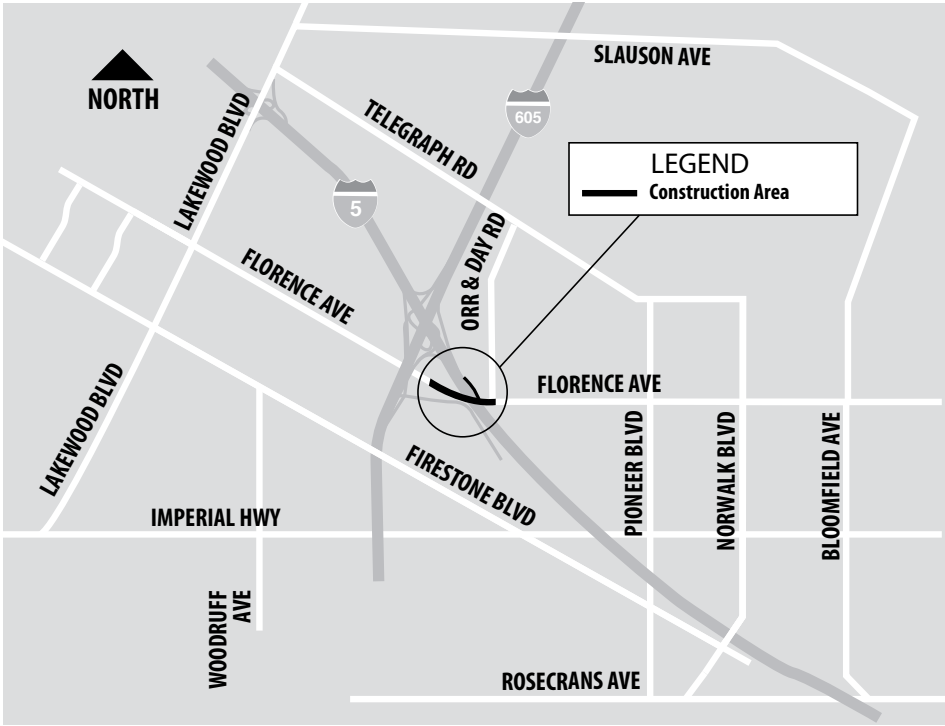 SLAUSON AVE
NORTH
LAKEWOOD BLVD
TELEGRAPH RD
605
LEGEND
Construction Area
5
ORR & DAY RD
FLORENCE AVE
FLORENCE AVE
LAKEWOOD BLVD
FIRESTONE BLVD
PIONEER BLVD
NORWALK BLVD
BLOOMFIELD AVE
IMPERIAL HWY
WOODRUFF
AVE
ROSECRANS AVE